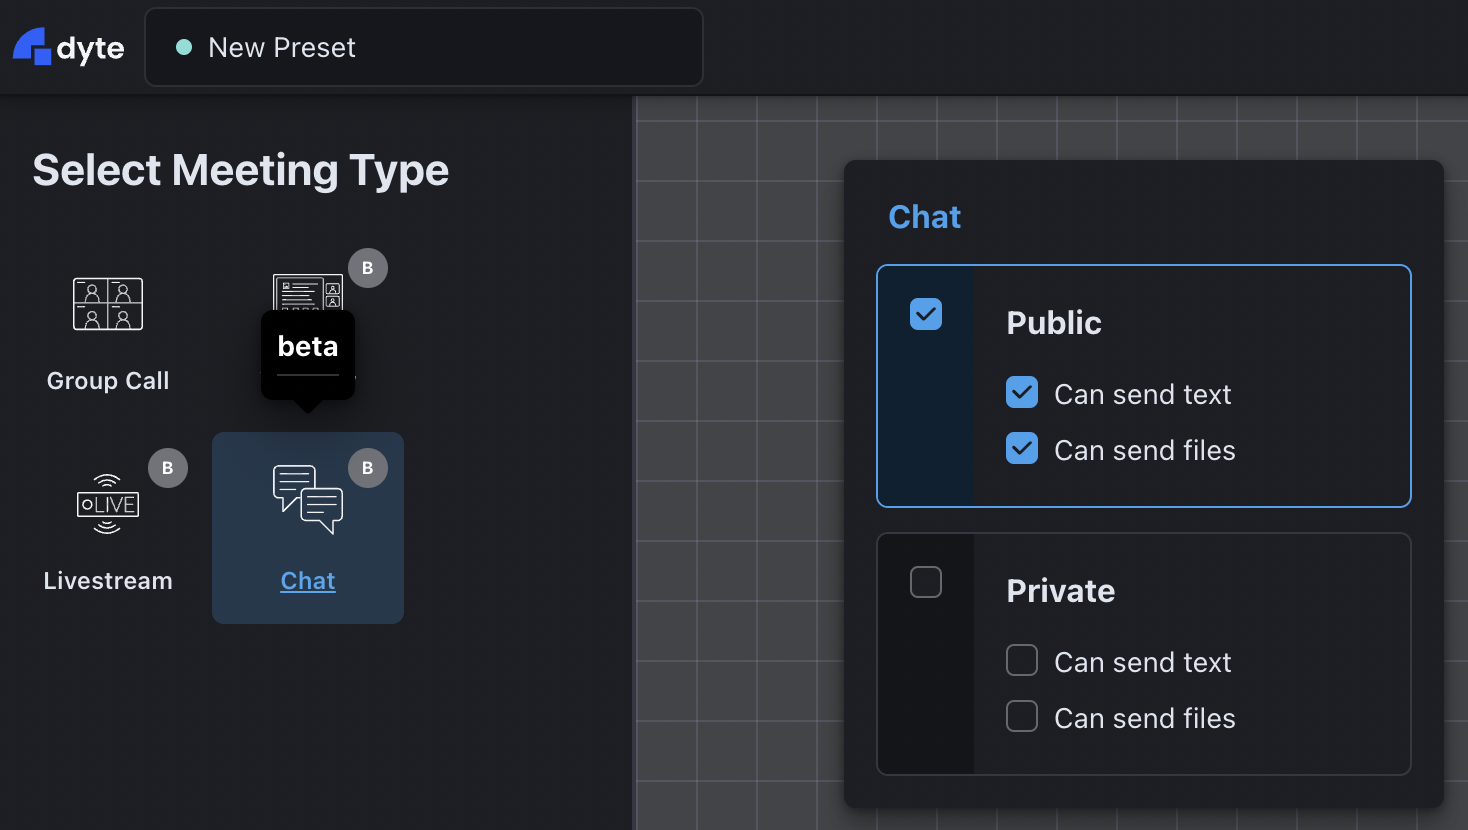 dyte
New Preset
Select Meeting Type
B
beta
Group Call
B
LIVE
Livestream
B
Chat
Chat
Public
Can send text
Can send files
Private
Can send text
Can send files